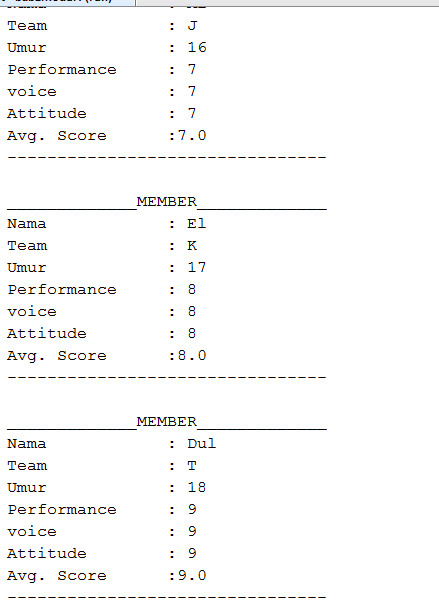 Team : J
Umur : 16
Performance : 7
voice : 7
Attitude : 7
Avg. Score :7.0
--------------------------------
_____________MEMBER_____________
Nama : El
Team : K
Umur : 17
Performance : 8
voice : 8
Attitude : 8
Avg. Score :8.0
--------------------------------
_____________MEMBER_____________
Nama : Dul
Team : T
Umur : 18
Performance : 9
voice : 9
Attitude : 9
Avg. Score :9.0
--------------------------------